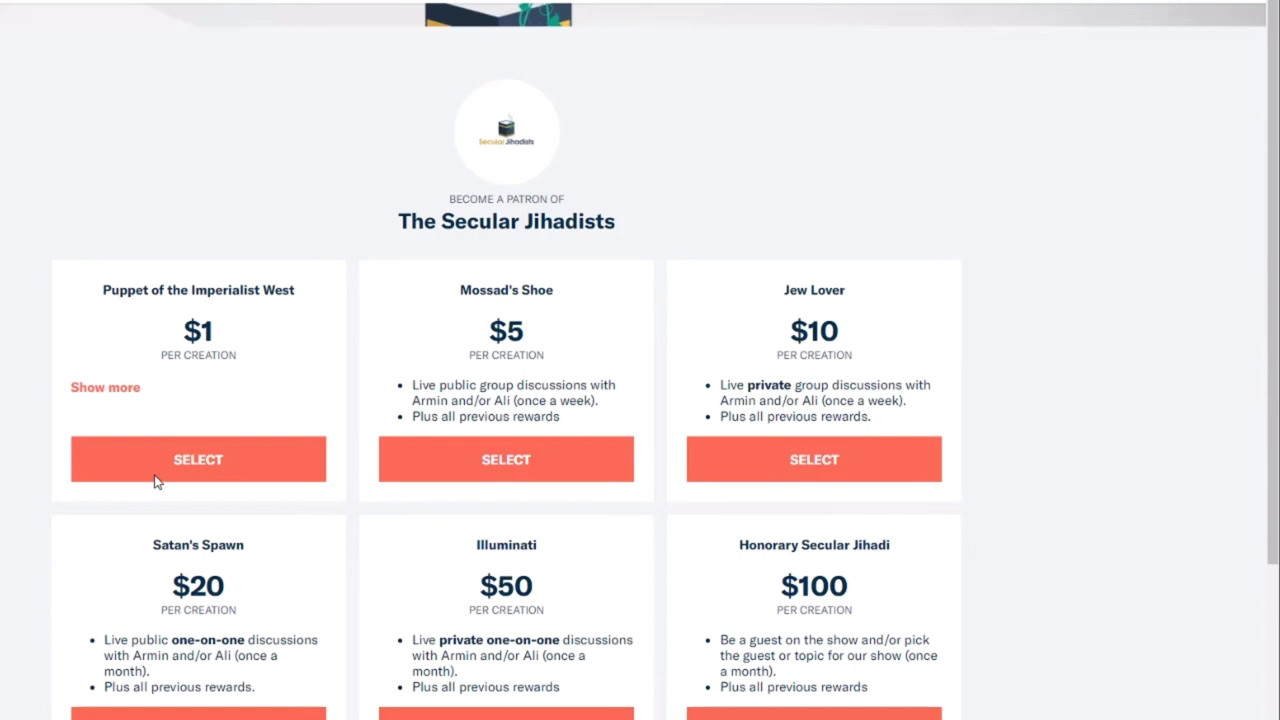 Secular Jihadists
BECOME A PATRON OF
The Secular Jihadists
Puppet of the Imperialist West
$1
PER CREATION
Show more
SELECT
Mossad's Shoe
$5
PER CREATION
• Live public group discussions with
Armin and/or Ali (once a week).
• Plus all previous rewards
SELECT
Jew Lover
$10
PER CREATION
• Live private group discussions with
Armin and/or Ali (once a week).
• Plus all previous rewards.
SELECT
Satan's Spawn
$20
PER CREATION
• Live public one-on-one discussions
with Armin and/or Ali (once a
month).
• Plus all previous rewards.
Illuminati
$50
PER CREATION
• Live private one-on-one discussions
with Armin and/or Ali (once a
month).
• Plus all previous rewards
Honorary Secular Jihadi
$100
PER CREATION
• Be a guest on the show and/or pick
the guest or topic for our show (once
a month).
• Plus all previous rewards